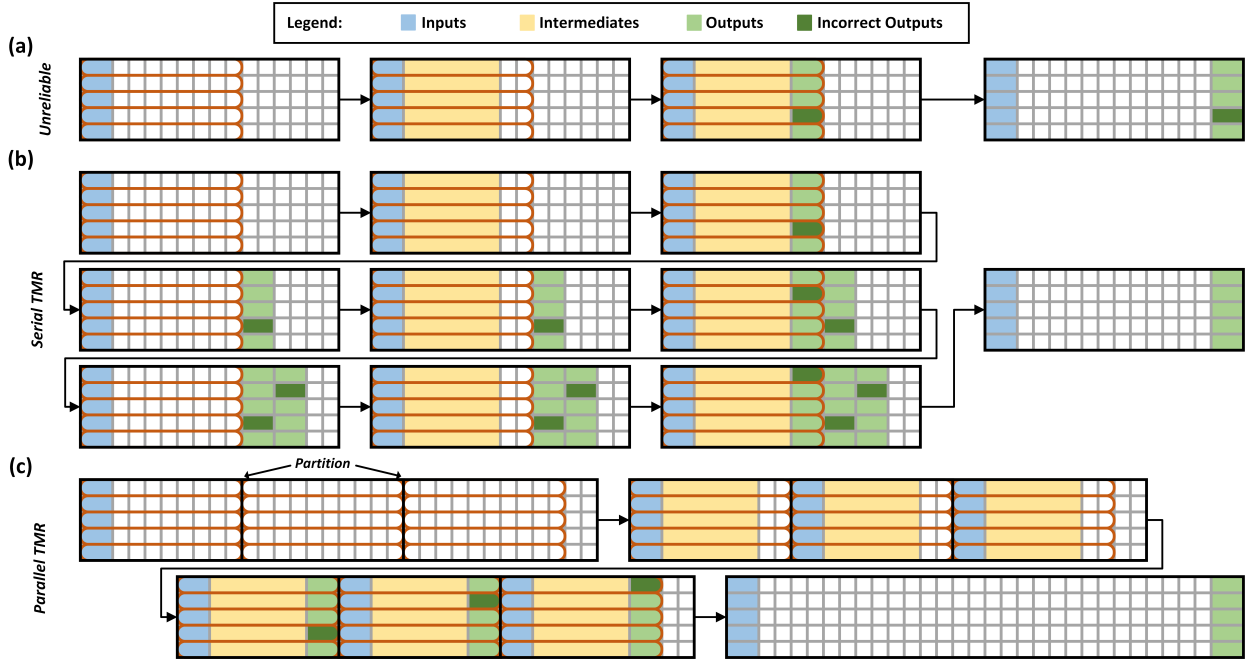 Legend: Inputs Intermediates Outputs Incorrect Outputs
(a)
Unreliable
(b)
Serial TMR
(c)
Partition
Parallel TMR